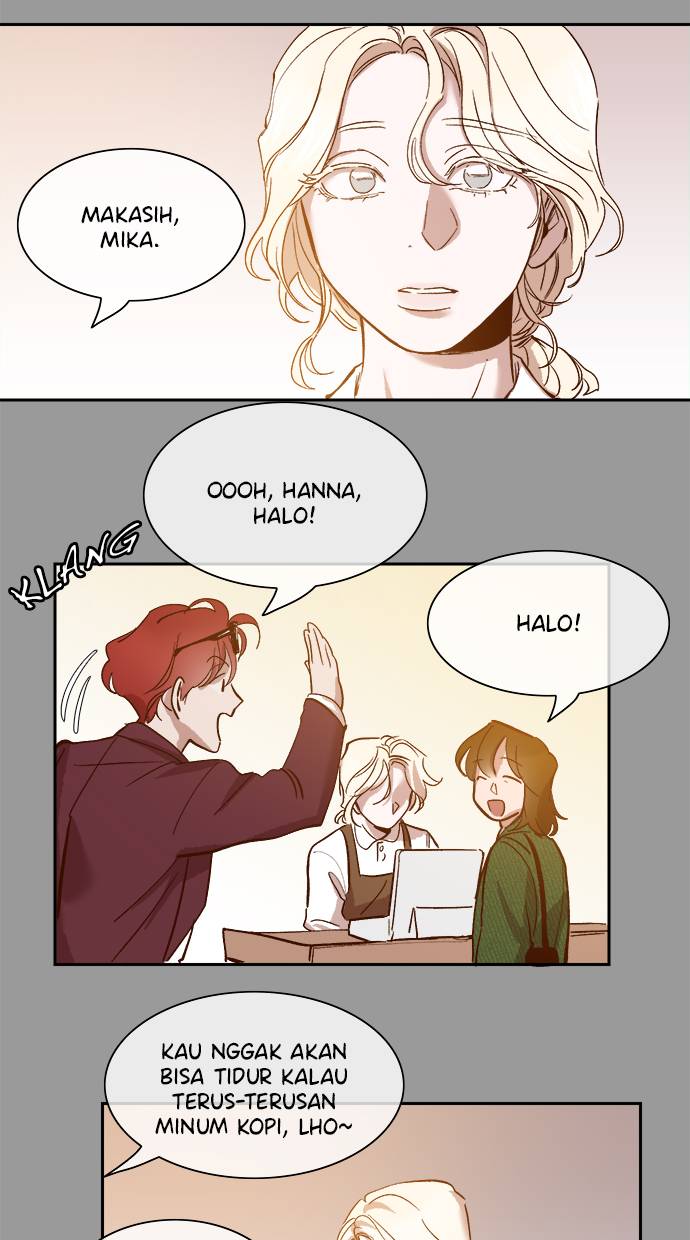 MAKASIH,
MIKA.
OOOH, HANNA,
HALO!
KLANG
HALO!
KAU NGGAK AKAN
BISA TIDUR KALAU
TERUS-TERUSAN
MINUM KOPI, LHO~